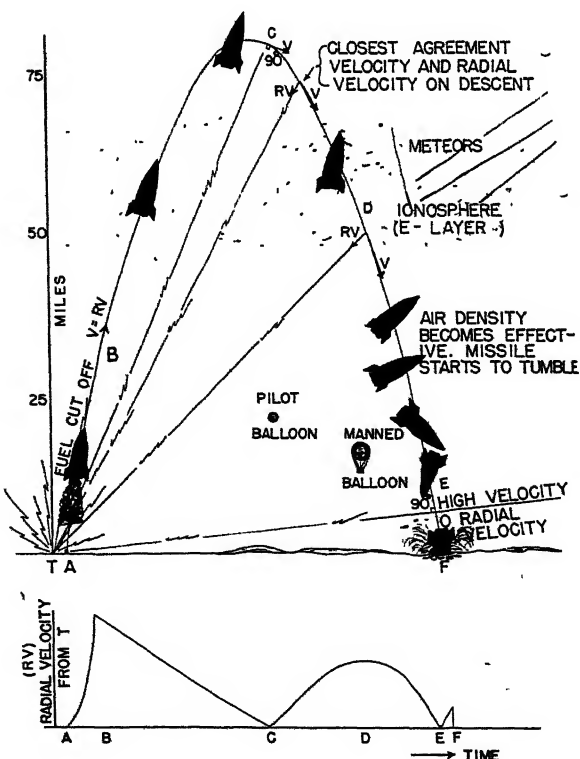 C
V
90
CLOSEST AGREEMENT
VELOCITY AND RADIAL
VELOCITY ON DESCENT
RV
V
75
METEORS
D
IONOSPHERE
(E-LAYER-)
RV
V
50
MILES
V=RV
B
FUEL CUT OFF
AIR DENSITY
BECOMES EFFECT-
IVE. MISSILE
STARTS TO TUMBLE
25
PILOT
BALLOON
MANNED
BALLOON
E
90
HIGH VELOCITY
O RADIAL
VELOCITY
T A
F
(RV)
RADIAL VELOCITY
FROM T
A B C D E F
TIME